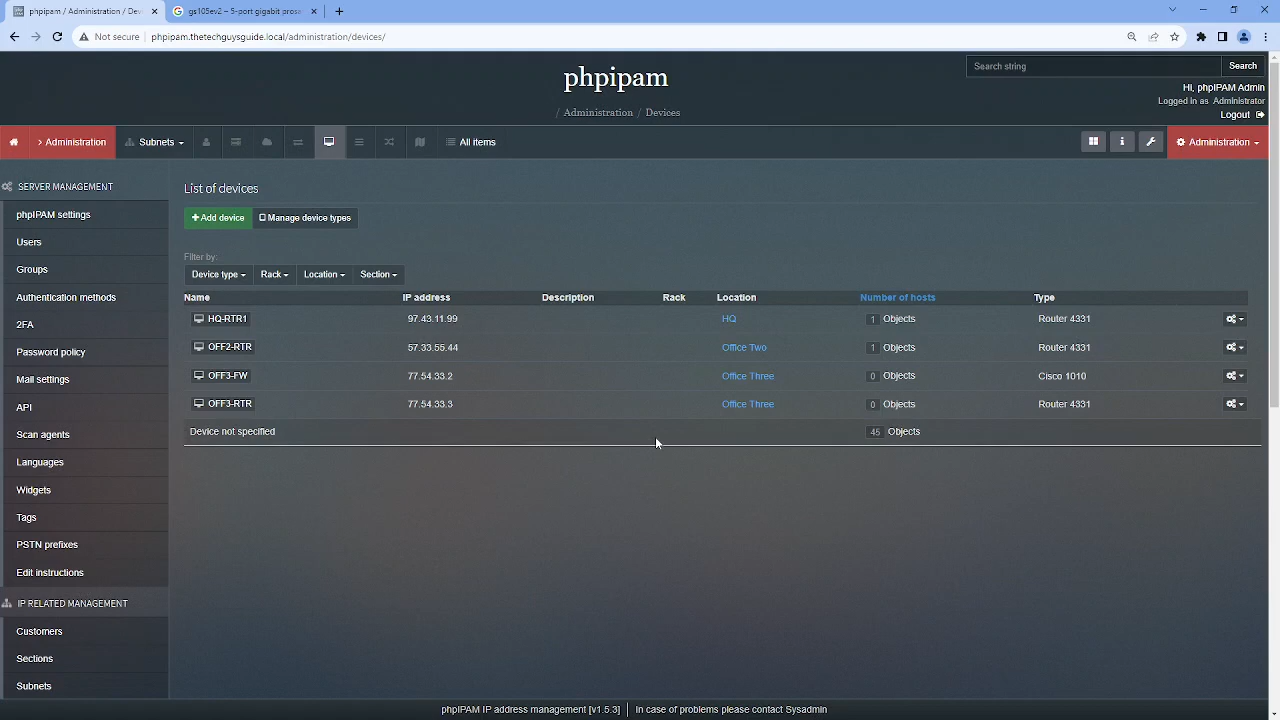 phpipam / Administration / Dev
gs105ev2 – 5-port gigabit prosa
Not secure
phpipam.thetechguysguide.local/administration/devices/
phpipam
Search string
Search
Hi, phpIPAM Admin
Logged in as Administrator
Logout
/ Administration / Devices
> Administration
Subnets
All items
Administration
SERVER MANAGEMENT
phpIPAM settings
Users
Groups
Authentication methods
2FA
Password policy
Mail settings
API
Scan agents
Languages
Widgets
Tags
PSTN prefixes
Edit instructions
IP RELATED MANAGEMENT
Customers
Sections
Subnets
List of devices
+ Add device
Manage device types
Filter by:
Device type
Rack
Location
Section
Name IP address Description Rack Location Number of hosts Type
HQ-RTR1 97.43.11.99 HQ 1 Objects Router 4331
OFF2-RTR 57.33.55.44 Office Two 1 Objects Router 4331
OFF3-FW 77.54.33.2 Office Three 0 Objects Cisco 1010
OFF3-RTR 77.54.33.3 Office Three 0 Objects Router 4331
Device not specified 45 Objects
phpIPAM IP address management [v1.5.3] | In case of problems please contact Sysadmin